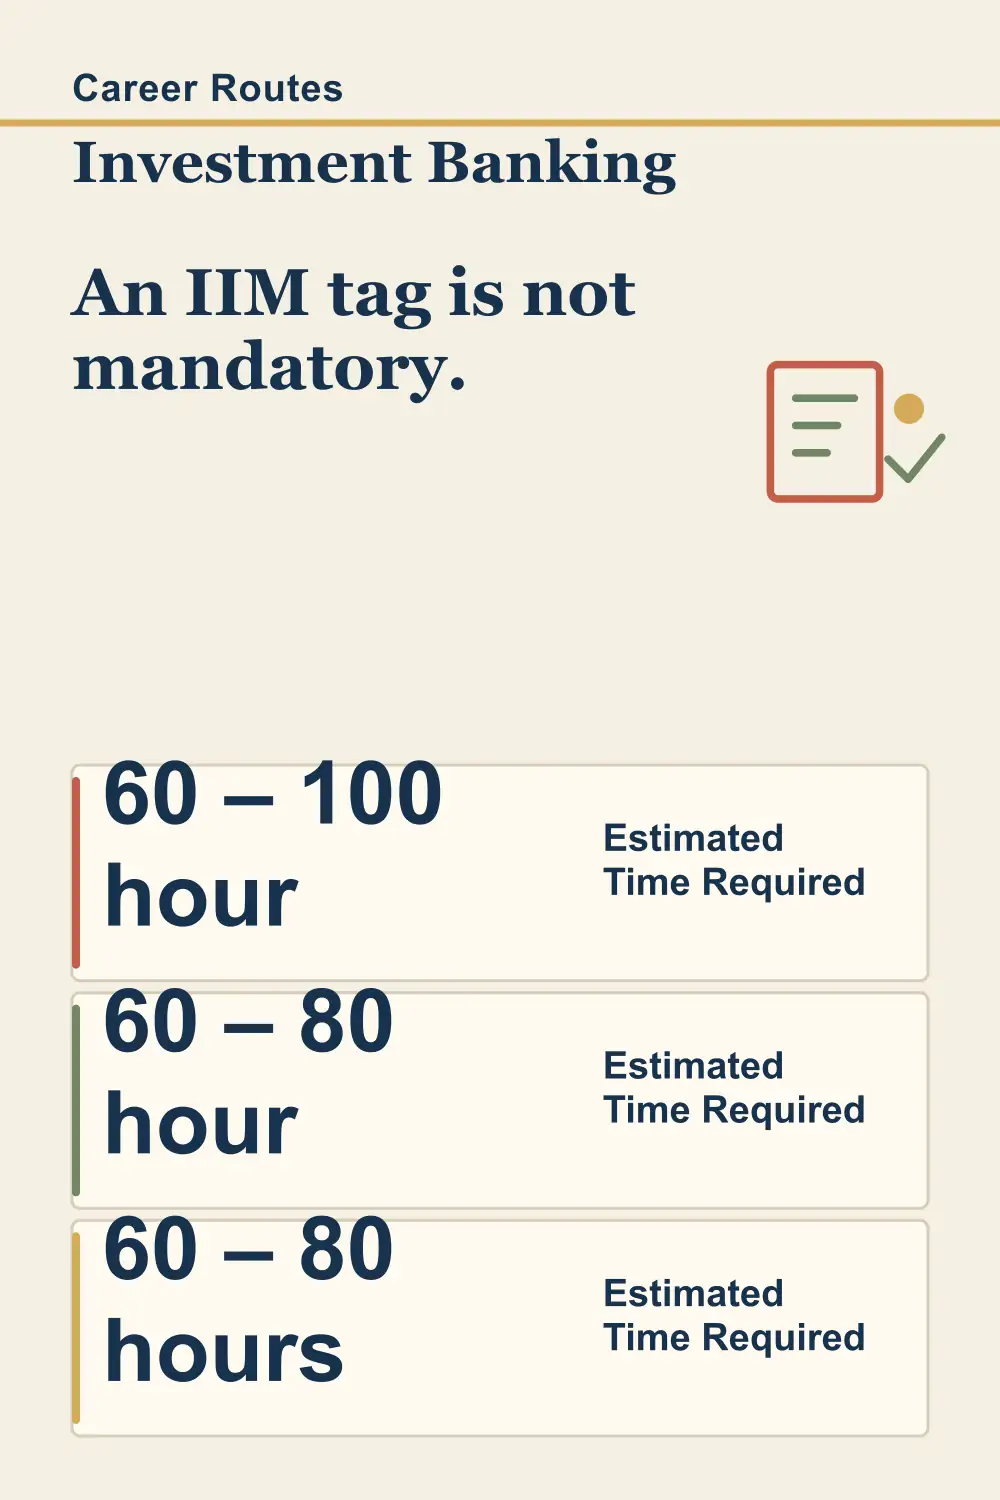 Career Routes
Investment Banking
An IIM tag is not
mandatory.
60 – 100
hour
Estimated
Time Required
60 – 80
hour
Estimated
Time Required
60 – 80
hours
Estimated
Time Required